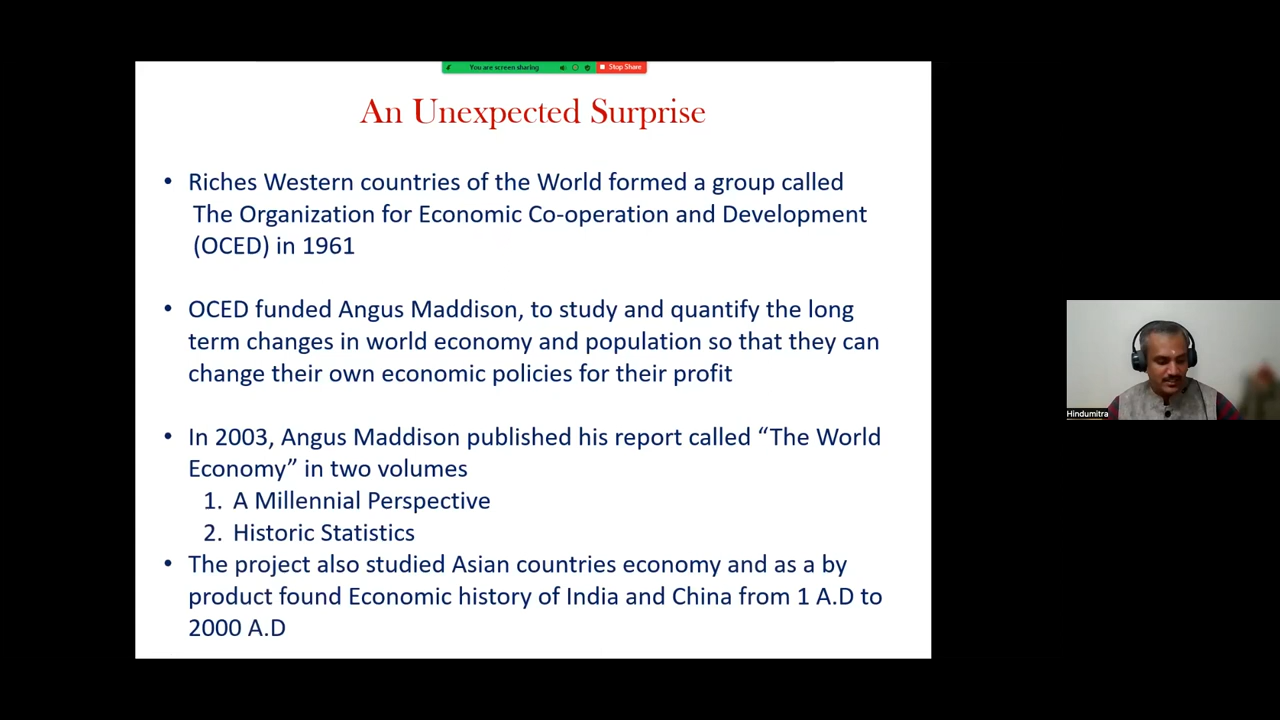 You are screen sharing
Stop Share
An Unexpected Surprise
• Riches Western countries of the World formed a group called
The Organization for Economic Co-operation and Development
(OCED) in 1961
• OCED funded Angus Maddison, to study and quantify the long
term changes in world economy and population so that they can
change their own economic policies for their profit
• In 2003, Angus Maddison published his report called “The World
Economy” in two volumes
1. A Millennial Perspective
2. Historic Statistics
• The project also studied Asian countries economy and as a by
product found Economic history of India and China from 1 A.D to
2000 A.D
Hindumitra